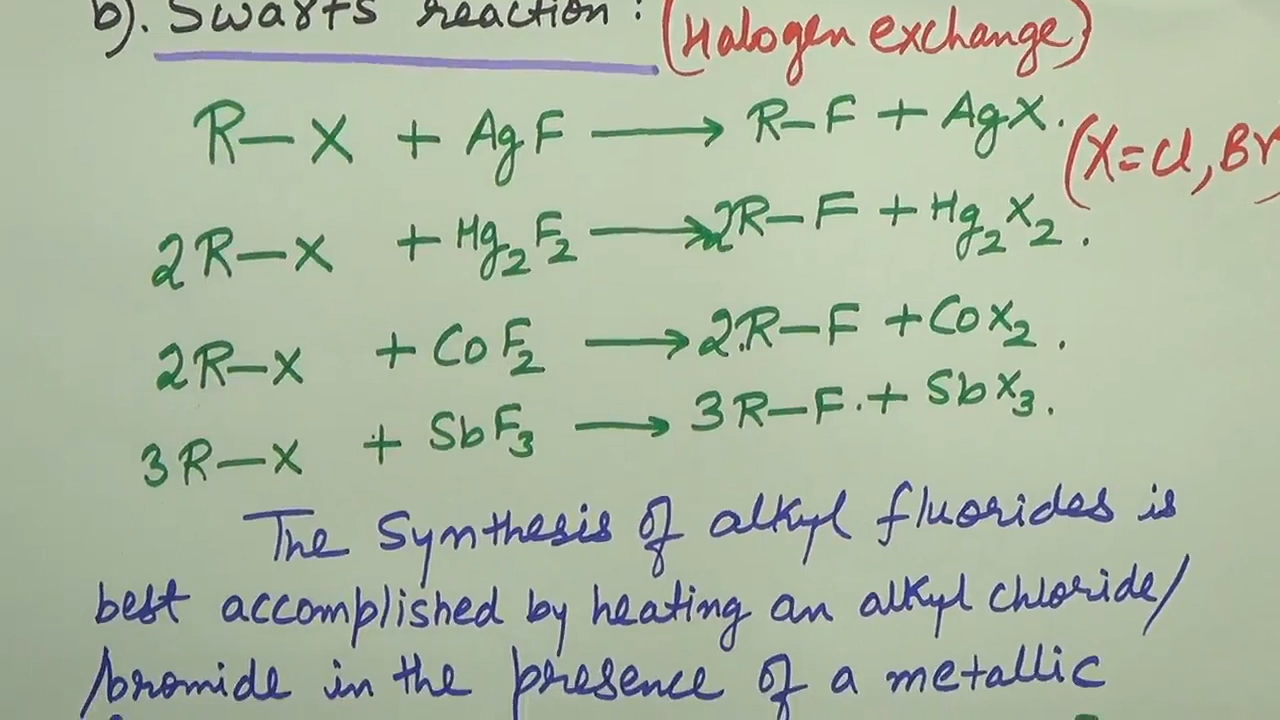 b). Swarts reaction: (Halogen exchange)
R-X + AgF ⟶ R-F + AgX. (X=Cl, Br
2R-X + Hg₂F₂ ⟶ 2R-F + Hg₂X₂.
2R-X + CoF₂ ⟶ 2.R-F + CoX₂.
3R-X + SbF₃ ⟶ 3R-F. + SbX₃.
The Synthesis of alkyl fluorides is
best accomplished by heating an alkyl chloride/
/bromide in the presence of a metallic